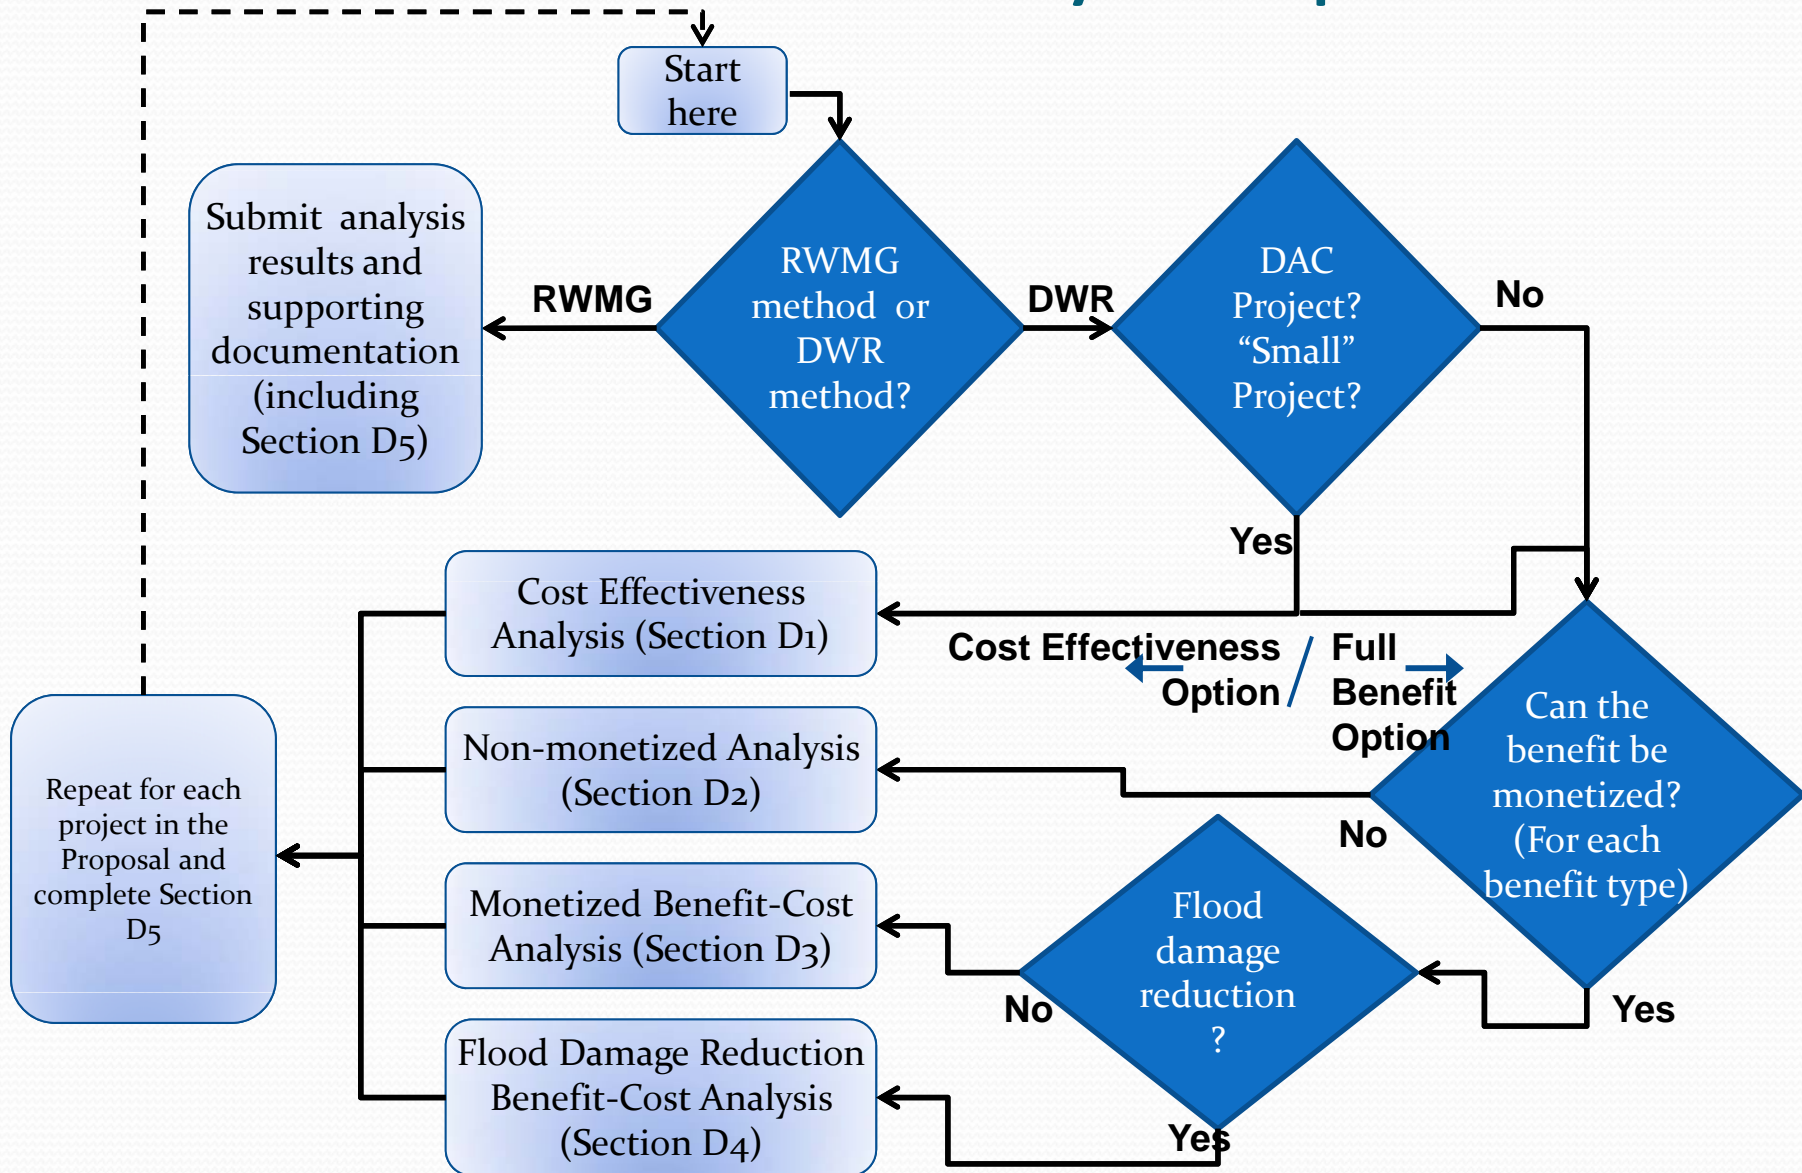 Start
here
Submit analysis
results and
supporting
documentation
(including
Section D5)
RWMG
RWMG
method or
DWR
method?
DWR
DAC
Project?
“Small”
Project?
No
Yes
Cost Effectiveness
Analysis (Section D1)
Cost Effectiveness
Option
/
Full
Benefit
Option
Can the
benefit be
monetized?
(For each
benefit type)
No
Yes
Non-monetized Analysis
(Section D2)
Flood
damage
reduction
?
No
Yes
Monetized Benefit-Cost
Analysis (Section D3)
Flood Damage Reduction
Benefit-Cost Analysis
(Section D4)
Repeat for each
project in the
Proposal and
complete Section
D5